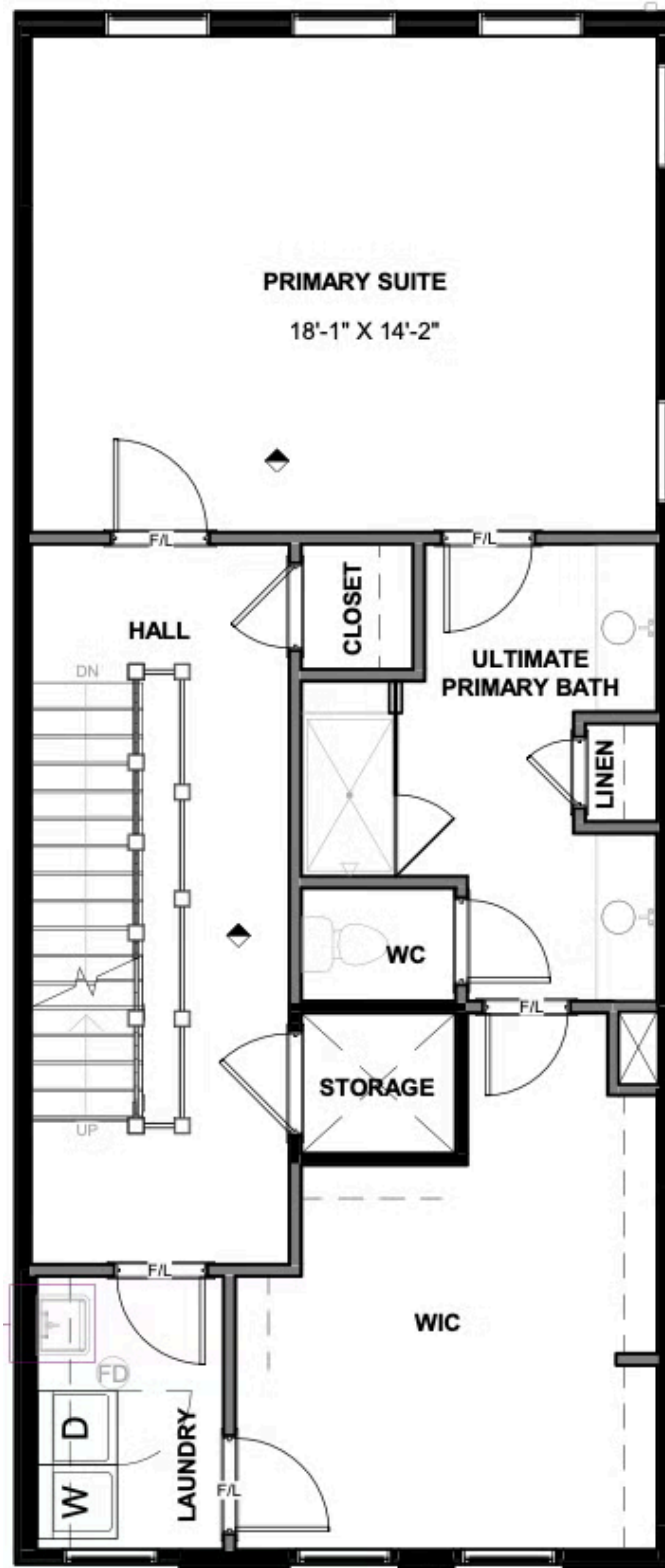 PRIMARY SUITE
18'-1" X 14'-2"
F/L
F/L
CLOSET
HALL
DN
ULTIMATE
PRIMARY BATH
LINEN
WC
F/L
STORAGE
UP
F/L
WIC
FD
D
LAUNDRY
W
F/L